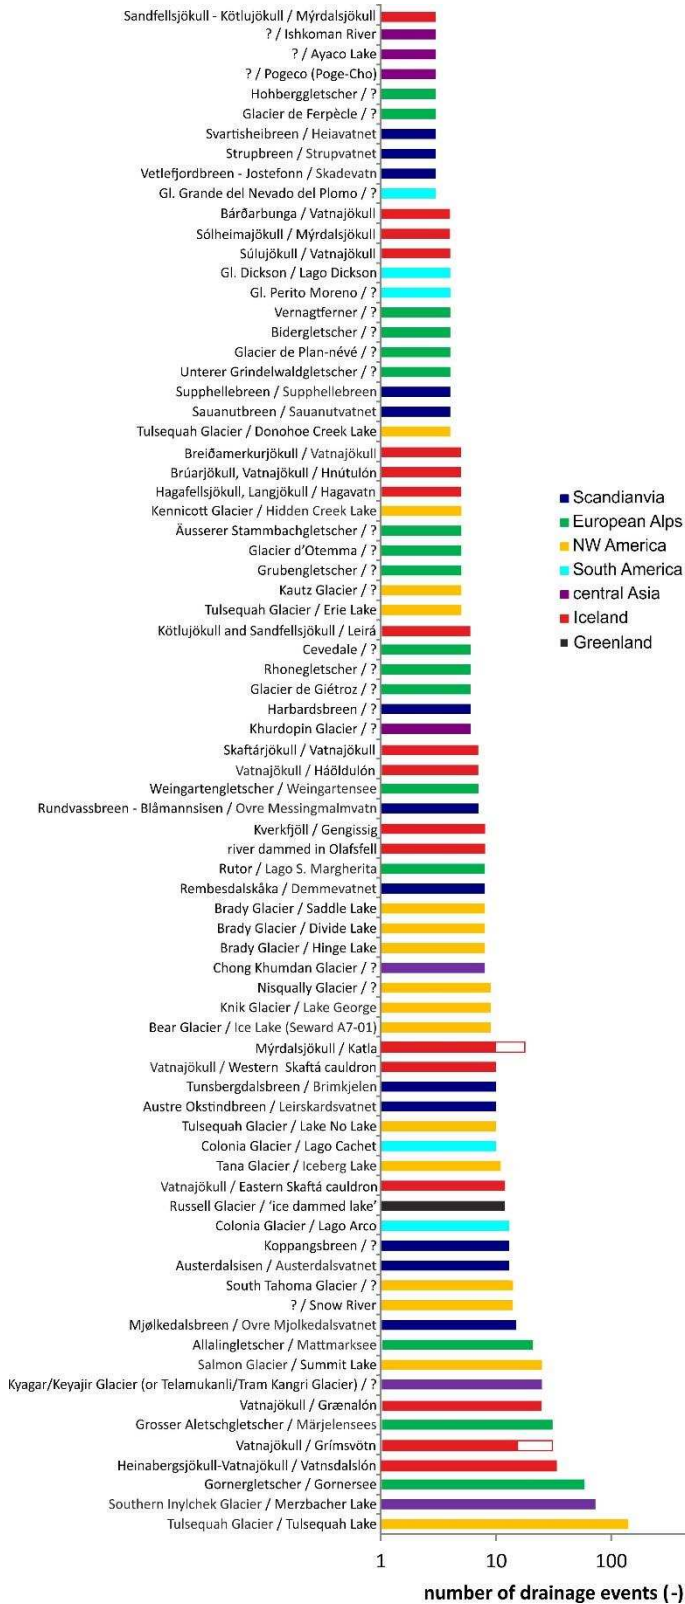 Sandfellsjökull - Kötlujökull / Mýrdalsjökull
? / Ishkoman River
? / Ayaco Lake
? / Pogeco (Poge-Cho)
Hohberggletscher / ?
Glacier de Ferpècle / ?
Svartisheibreen / Heiavatnet
Strupbreen / Strupvatnet
Vetlefjordbreen - Jostefonn / Skadevatn
Gl. Grande del Nevado del Plomo / ?
Bárðarbunga / Vatnajökull
Sólheimajökull / Mýrdalsjökull
Súlujökull / Vatnajökull
Gl. Dickson / Lago Dickson
Gl. Perito Moreno / ?
Vernagtferner / ?
Bidergletscher / ?
Glacier de Plan-névé / ?
Unterer Grindelwaldgletscher / ?
Supphellebreen / Supphellebreen
Sauanutbreen / Sauanutvatnet
Tulsequah Glacier / Donohoe Creek Lake
Breiðamerkurjökull / Vatnajökull
Brúarjökull, Vatnajökull / Hnútulón
Hagafellsjökull, Langjökull / Hagavatn
Kennicott Glacier / Hidden Creek Lake
Äusserer Stammbachgletscher / ?
Glacier d'Otemma / ?
Grubengletscher / ?
Kautz Glacier / ?
Tulsequah Glacier / Erie Lake
Kötlujökull and Sandfellsjökull / Leirá
Cevedale / ?
Rhonegletscher / ?
Glacier de Giétroz / ?
Harbardsbreen / ?
Khurdopin Glacier / ?
Skaftárjökull / Vatnajökull
Vatnajökull / Háöldulón
Weingartengletscher / Weingartensee
Rundvassbreen - Blåmannsisen / Ovre Messingmalmvatn
Kverkfjöll / Gengissig
river dammed in Olafsfell
Rutor / Lago S. Margherita
Rembesdalskåka / Demmevatnet
Brady Glacier / Saddle Lake
Brady Glacier / Divide Lake
Brady Glacier / Hinge Lake
Chong Khumdan Glacier / ?
Nisqually Glacier / ?
Knik Glacier / Lake George
Bear Glacier / Ice Lake (Seward A7-01)
Mýrdalsjökull / Katla
Vatnajökull / Western Skaftá cauldron
Tunsbergdalsbreen / Brimkjelen
Austre Okstindbreen / Leirskardsvatnet
Tulsequah Glacier / Lake No Lake
Colonia Glacier / Lago Cachet
Tana Glacier / Iceberg Lake
Vatnajökull / Eastern Skaftá cauldron
Russell Glacier / 'ice dammed lake'
Colonia Glacier / Lago Arco
Koppangsbreen / ?
Austerdalsisen / Austerdalsvatnet
South Tahoma Glacier / ?
? / Snow River
Mjølkedalsbreen / Ovre Mjolkedalsvatnet
Allalingletscher / Mattmarksee
Salmon Glacier / Summit Lake
Kyagar/Keyajir Glacier (or Telamukanli/Tram Kangri Glacier) / ?
Vatnajökull / Grænalón
Grosser Aletschgletscher / Märjelensees
Vatnajökull / Grímsvötn
Heinabergsjökull-Vatnajökull / Vatnsdalslón
Gornergletscher / Gornersee
Southern Inylchek Glacier / Merzbacher Lake
Tulsequah Glacier / Tulsequah Lake
1 10 100
number of drainage events (-)
Scandianvia
European Alps
NW America
South America
central Asia
Iceland
Greenland